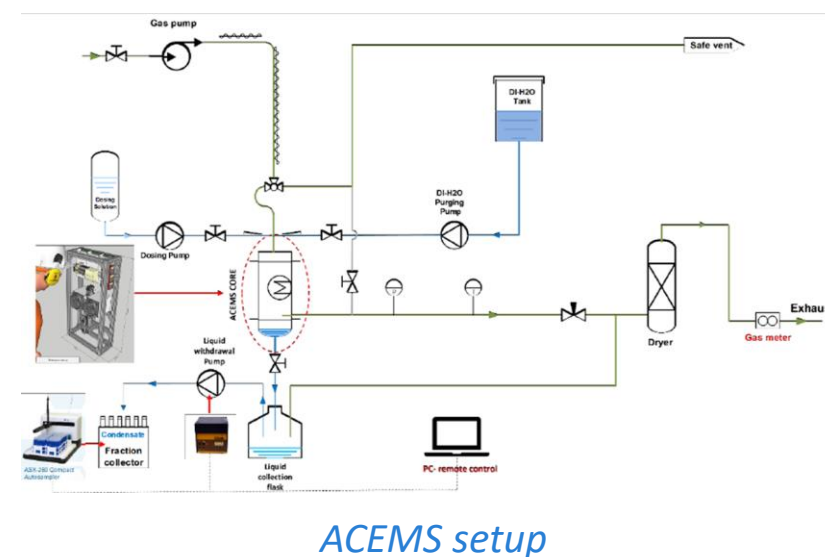 Gas pump
Safe vent
DI-H2O
Tank
Dosing
Solution
DI-H2O
Purging
Pump
Dosing Pump
ACEMS CORE
Liquid
withdrawal
Pump
Dryer
Exhau
Gas meter
Condensate
Fraction
collector
ASX-280 Compact
Autosampler
Liquid
collection
flask
PC- remote control
ACEMS setup